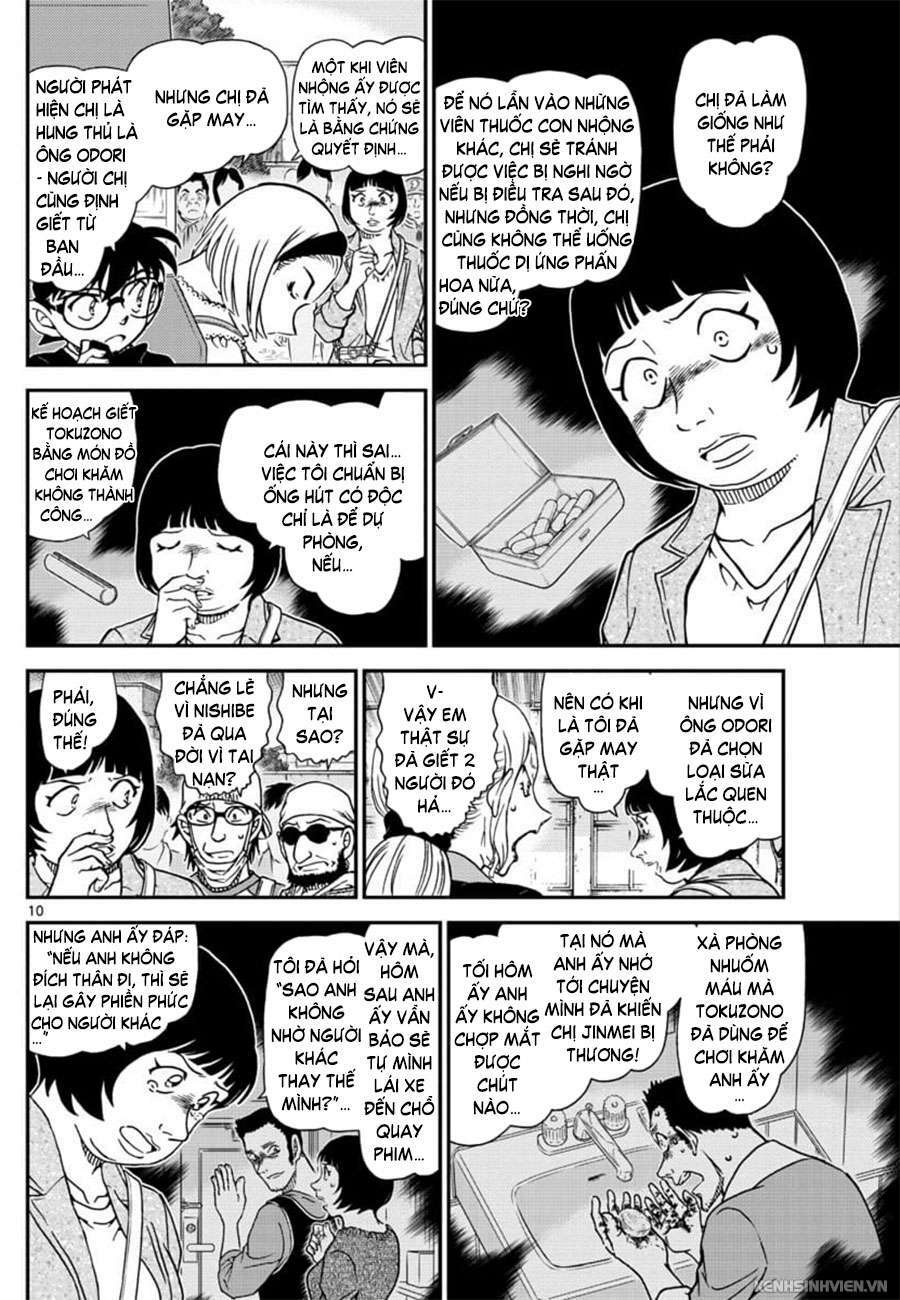 CHỊ ĐÃ LÀM
GIỐNG NHƯ
THẾ PHẢI
KHÔNG?
ĐỂ NÓ LẪN VÀO NHỮNG
VIÊN THUỐC CON NHỘNG
KHÁC, CHỊ SẼ TRÁNH
ĐƯỢC VIỆC BỊ NGHI NGỜ
NẾU BỊ ĐIỀU TRA SAU ĐÓ,
NHƯNG ĐỒNG THỜI, CHỊ
CŨNG KHÔNG THỂ UỐNG
THUỐC DỊ ỨNG PHẤN
HOA NỮA,
ĐÚNG CHỨ?
MỘT KHI VIÊN
NHỘNG ẤY ĐƯỢC
TÌM THẤY, NÓ SẼ
LÀ BẰNG CHỨNG
QUYẾT ĐỊNH...
NHƯNG CHỊ ĐÃ
GẶP MAY...
NGƯỜI PHÁT
HIỆN CHỊ LÀ
HUNG THỦ LÀ
ÔNG ODORI
- NGƯỜI CHỊ
CŨNG ĐỊNH
GIẾT TỪ
BAN
ĐẦU...
CÁI NÀY THÌ SAI...
VIỆC TÔI CHUẨN BỊ
ỐNG HÚT CÓ ĐỘC
CHỈ LÀ ĐỂ DỰ
PHÒNG,
NẾU...
KẾ HOẠCH GIẾT
TOKUZONO
BẰNG MÓN ĐỒ
CHƠI KHĂM
KHÔNG THÀNH
CÔNG...
NHƯNG VÌ
ÔNG ODORI
ĐÃ CHỌN
LOẠI SỮA
LẮC QUEN
THUỘC...
NÊN CÓ KHI
LÀ TÔI ĐÃ
GẶP MAY
THẬT
...
V-
VẬY EM
THẬT SỰ
ĐÃ GIẾT 2
NGƯỜI ĐÓ
HẢ...
NHƯNG
TẠI
SAO?
CHẲNG LẼ
VÌ NISHIBE
ĐÃ QUA
ĐỜI VÌ TAI
NẠN?
PHẢI,
ĐÚNG
THẾ!
10
XÀ PHÒNG
NHUỐM
MÁU MÀ
TOKUZONO
ĐÃ DÙNG ĐỂ
CHƠI KHĂM
ANH ẤY...
TẠI NÓ MÀ
ANH ẤY NHỚ
TỚI CHUYỆN
MÌNH ĐÃ KHIẾN
CHỊ JINMEI BỊ
THƯƠNG!
TỐI HÔM
ẤY ANH
ẤY KHÔNG
CHỢP MẮT
ĐƯỢC
CHÚT
NÀO...
VẬY MÀ,
HÔM
SAU ANH
ẤY VẪN
BẢO SẼ
TỰ MÌNH
LÁI XE
ĐẾN CHỖ
QUAY
PHIM
TÔI ĐÃ HỎI
"SAO ANH
KHÔNG
NHỜ NGƯỜI
KHÁC
THAY THẾ
MÌNH?"...
NHƯNG ANH ẤY ĐÁP:
"NẾU ANH KHÔNG
ĐÍCH THÂN ĐI, THÌ SẼ
LẠI GÂY PHIỀN PHỨC
CHO NGƯỜI KHÁC
..."
KENHSINHVIEN.VN